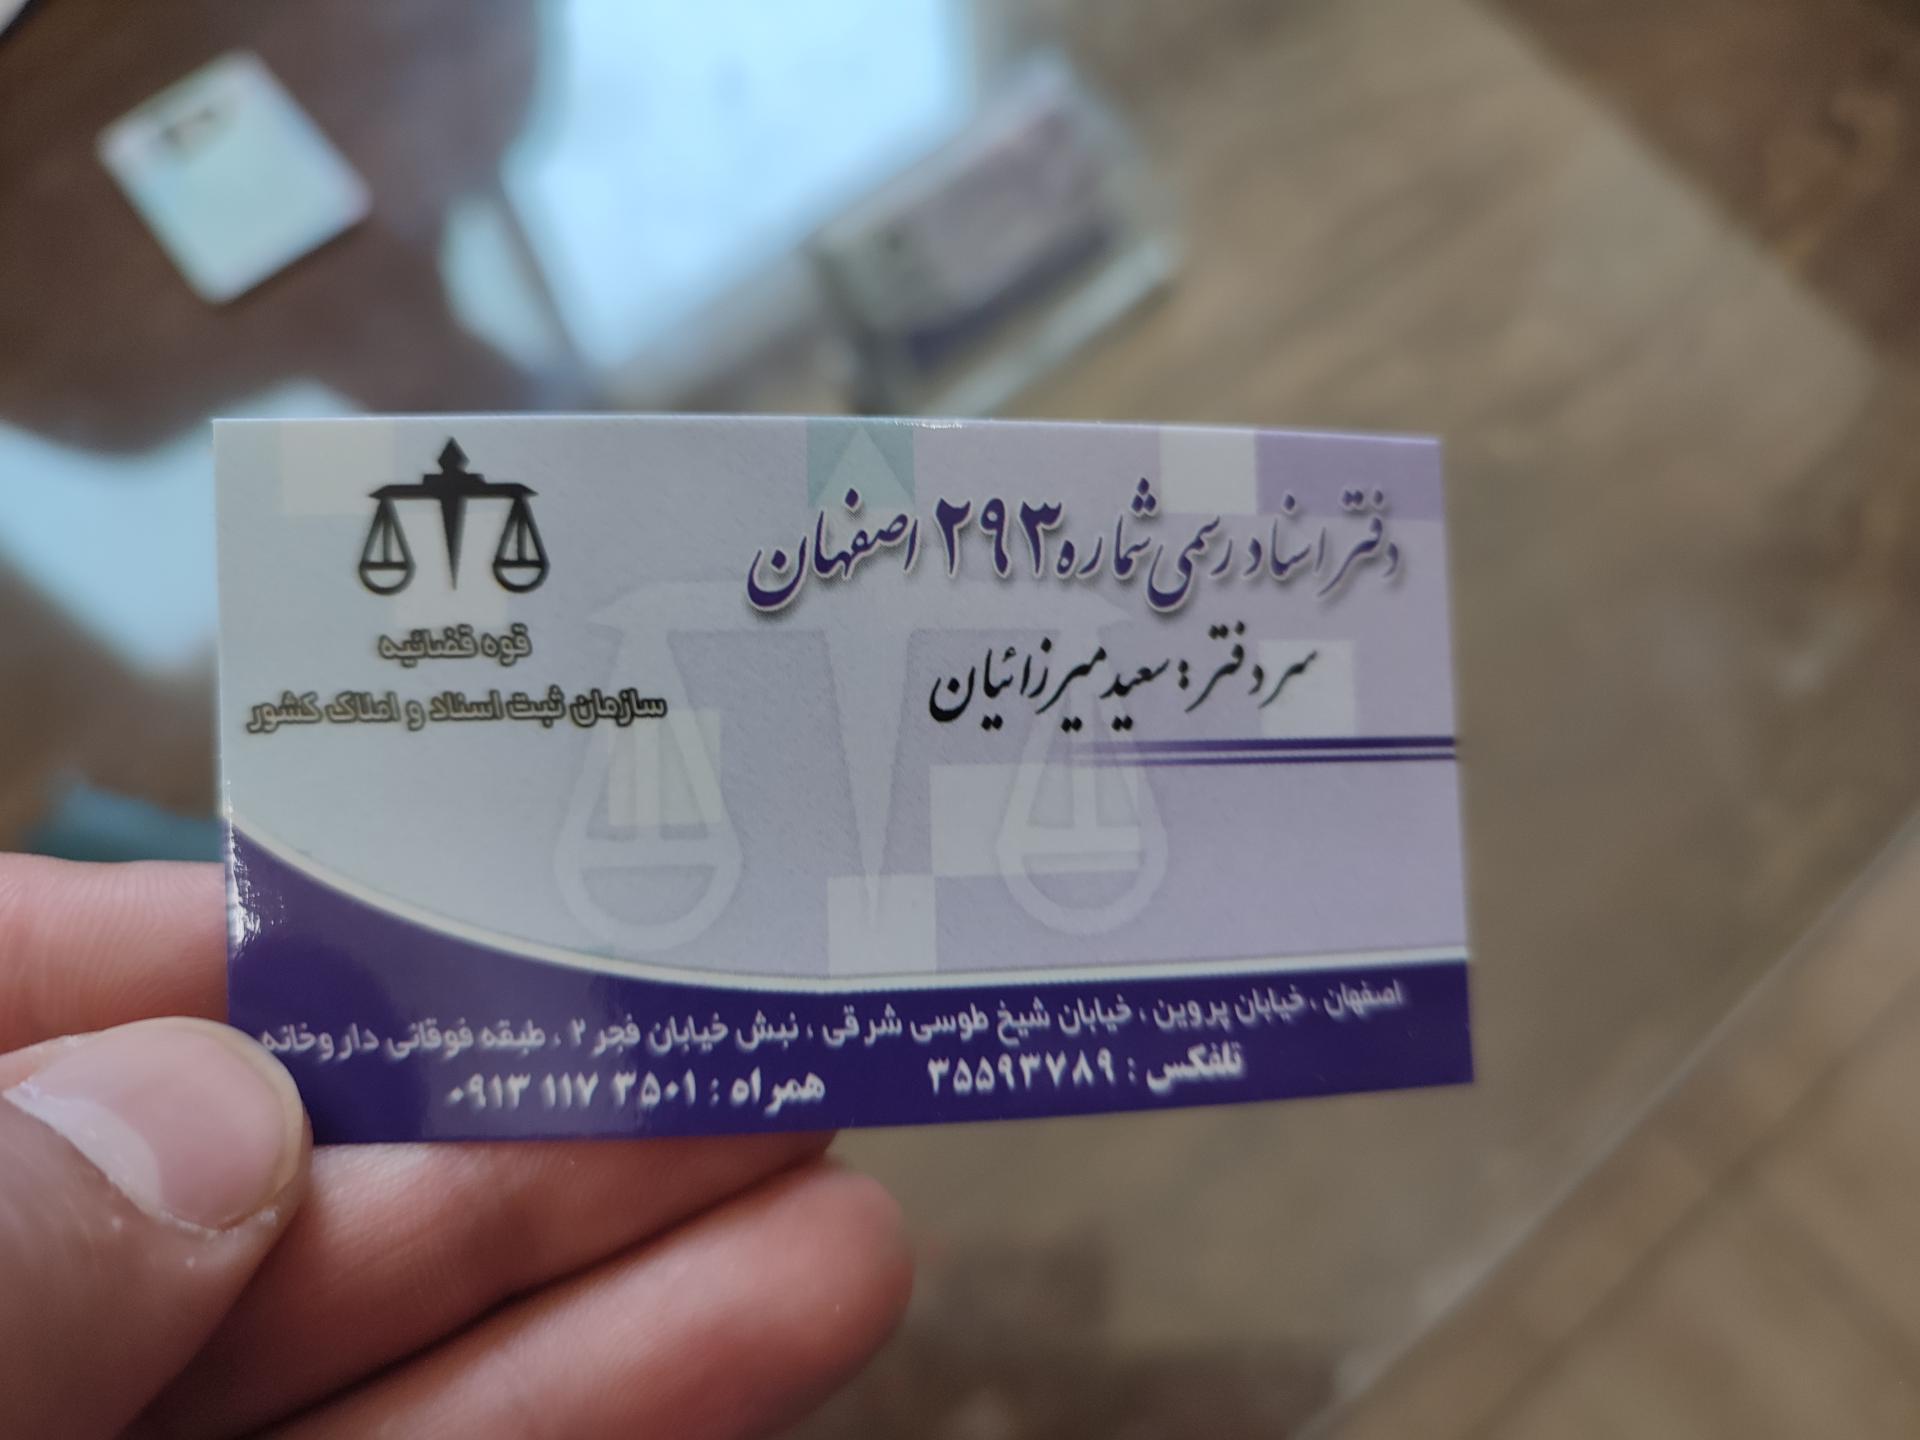 دفتر اسناد رسمی شماره ۲۹۳ اصفهان
سردفتر : سعید میرزائیان
قوه قضائیه
سازمان ثبت اسناد و املاک کشور
اصفهان ، خیابان پروین ، خیابان شیخ طوسی شرقی ، نبش خیابان فجر ۲ ، طبقه فوقانی داروخانه
تلفکس : ۳۵۵۹۳۷۸۹
همراه : ۰۹۱۳ ۱۱۷ ۳۵۰۱